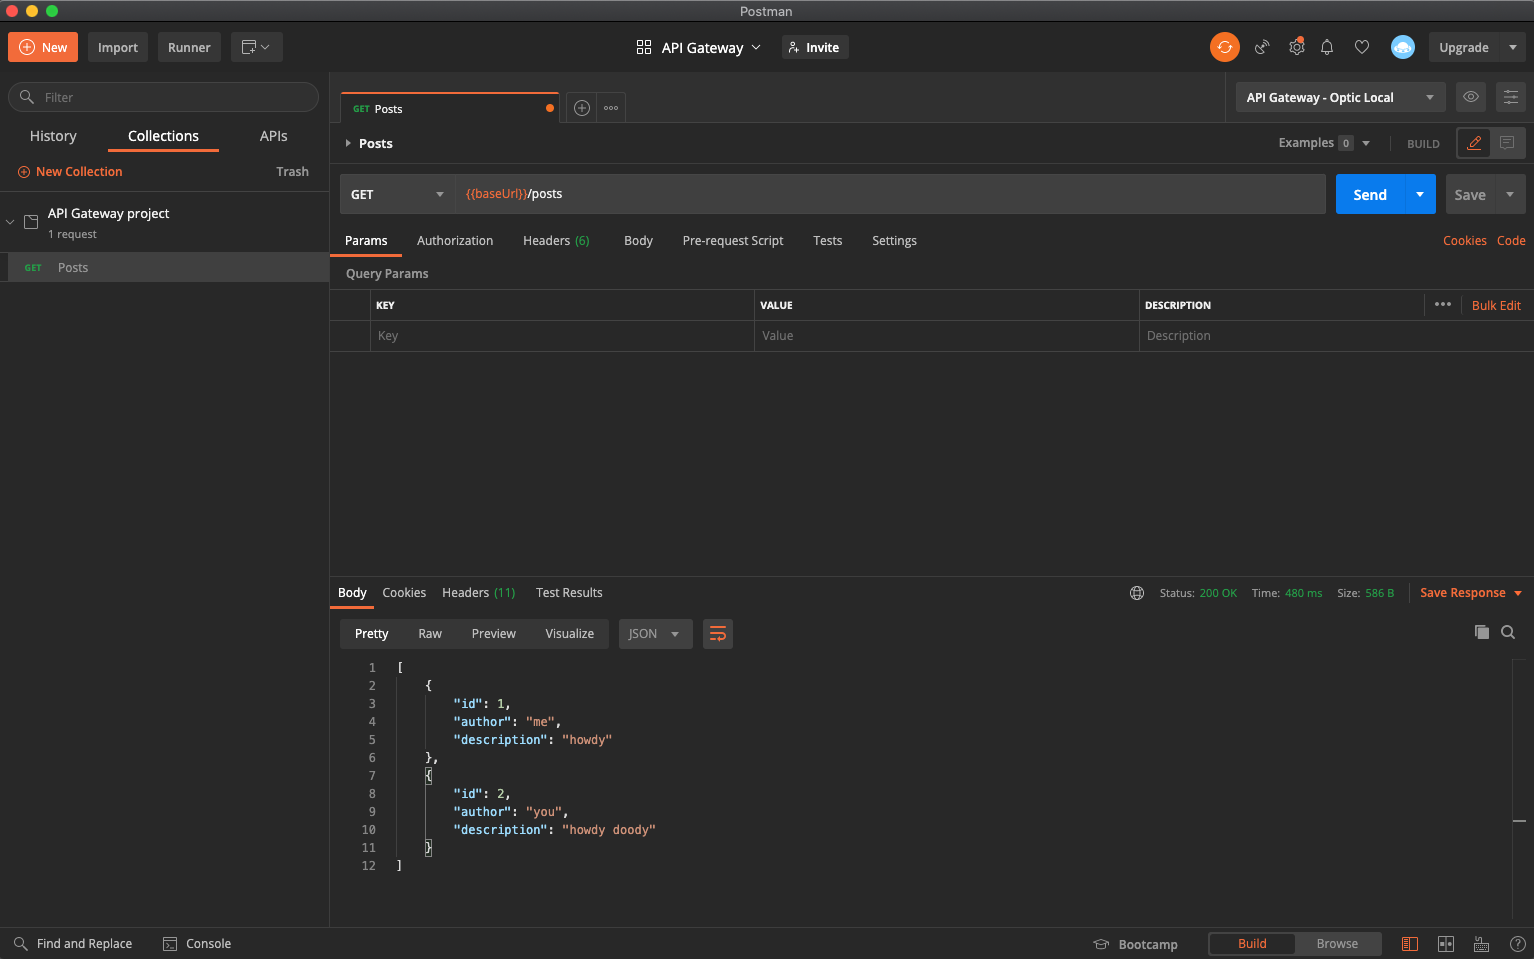 Postman
New Import Runner API Gateway Invite Upgrade
Filter
History Collections APIs
New Collection Trash
API Gateway project
1 request
GET Posts
GET Posts API Gateway - Optic Local
Posts Examples 0 BUILD
GET {{baseUrl}}/posts Send Save
Params Authorization Headers (6) Body Pre-request Script Tests Settings Cookies Code
Query Params
KEY VALUE DESCRIPTION Bulk Edit
Key Value Description
Body Cookies Headers (11) Test Results Status: 200 OK Time: 480 ms Size: 586 B Save Response
Pretty Raw Preview Visualize JSON
1 [
2 {
3 "id": 1,
4 "author": "me",
5 "description": "howdy"
6 },
7 {
8 "id": 2,
9 "author": "you",
10 "description": "howdy doody"
11 }
12 ]
Find and Replace Console Bootcamp Build Browse